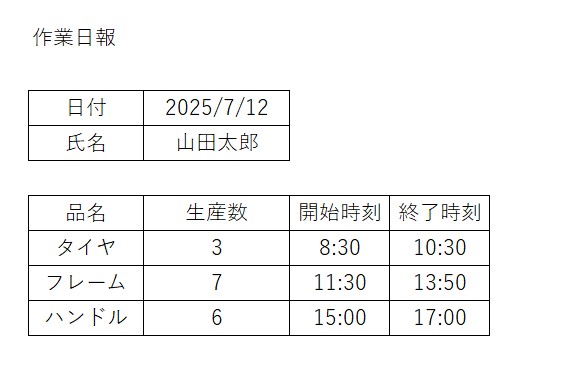 作業日報
日付 2025/7/12
氏名 山田太郎
品名 生産数 開始時刻 終了時刻
タイヤ 3 8:30 10:30
フレーム 7 11:30 13:50
ハンドル 6 15:00 17:00